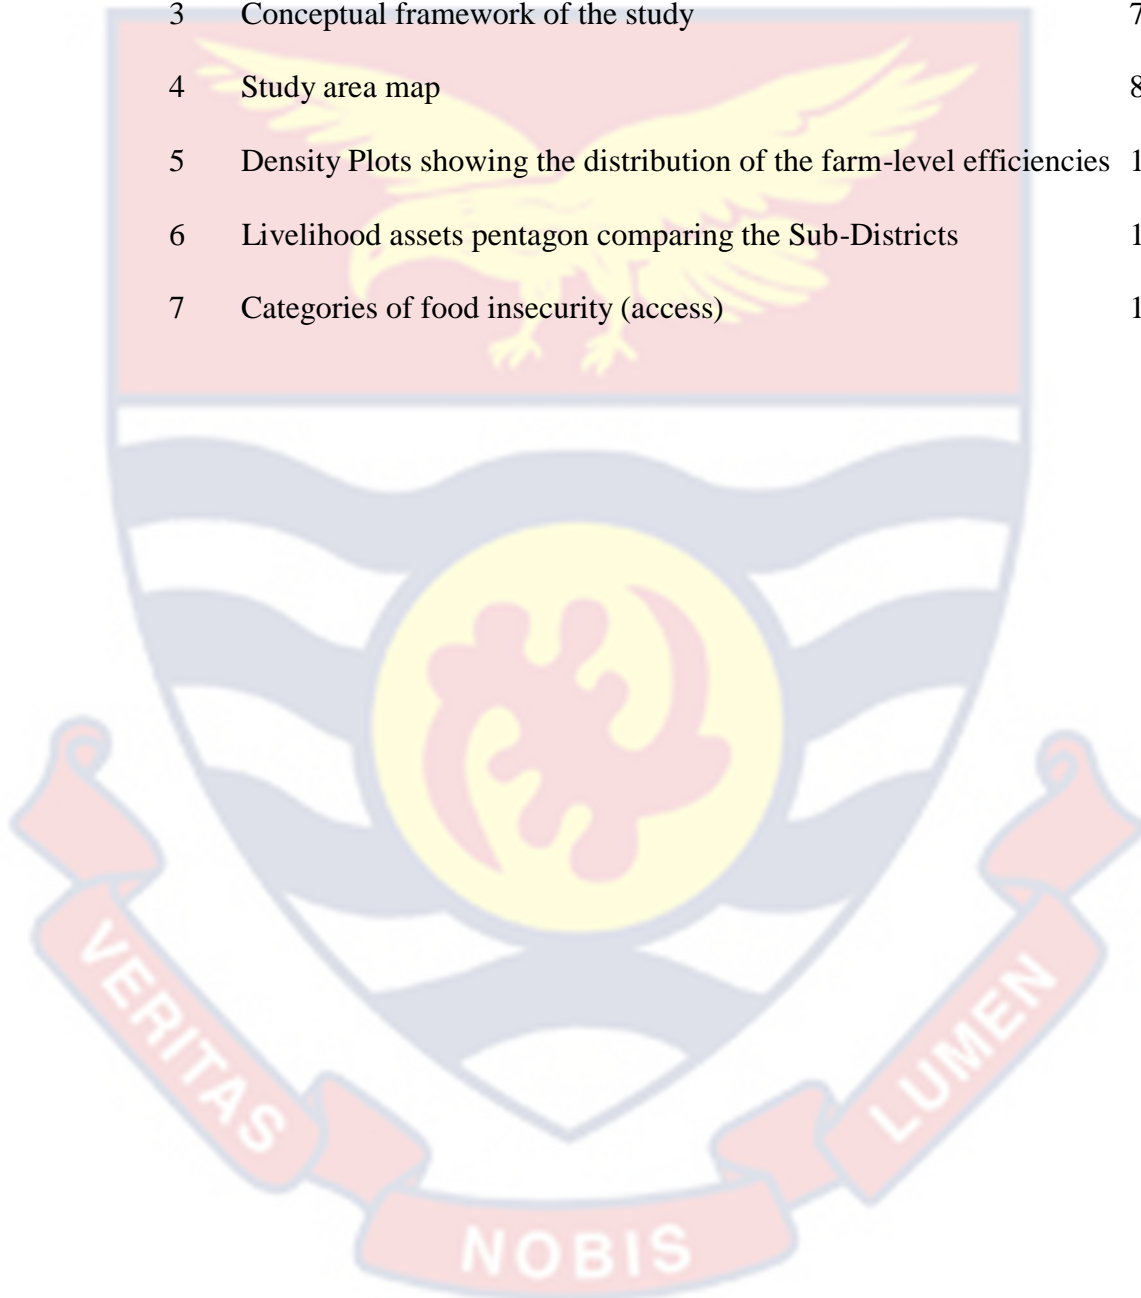 3 Conceptual framework of the study 7
4 Study area map 8
5 Density Plots showing the distribution of the farm-level efficiencies 1
6 Livelihood assets pentagon comparing the Sub-Districts 1
7 Categories of food insecurity (access) 1
VERITAS
NOBIS
LUMEN